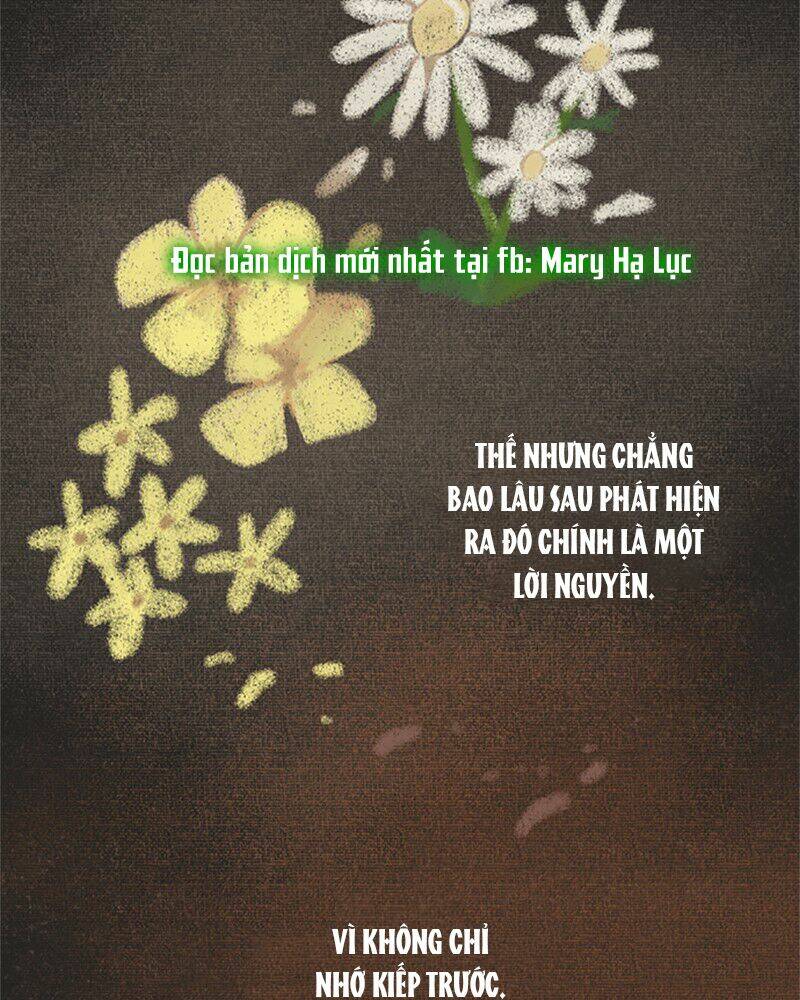 Đọc bản dịch mới nhất tại fb: Mary Hạ Lục
THẾ NHƯNG CHẲNG
BAO LÂU SAU PHÁT HIỆN
RA ĐÓ CHÍNH LÀ MỘT
LỜI NGUYỀN.
VÌ KHÔNG CHỈ
NHỚ KIẾP TRƯỚC,